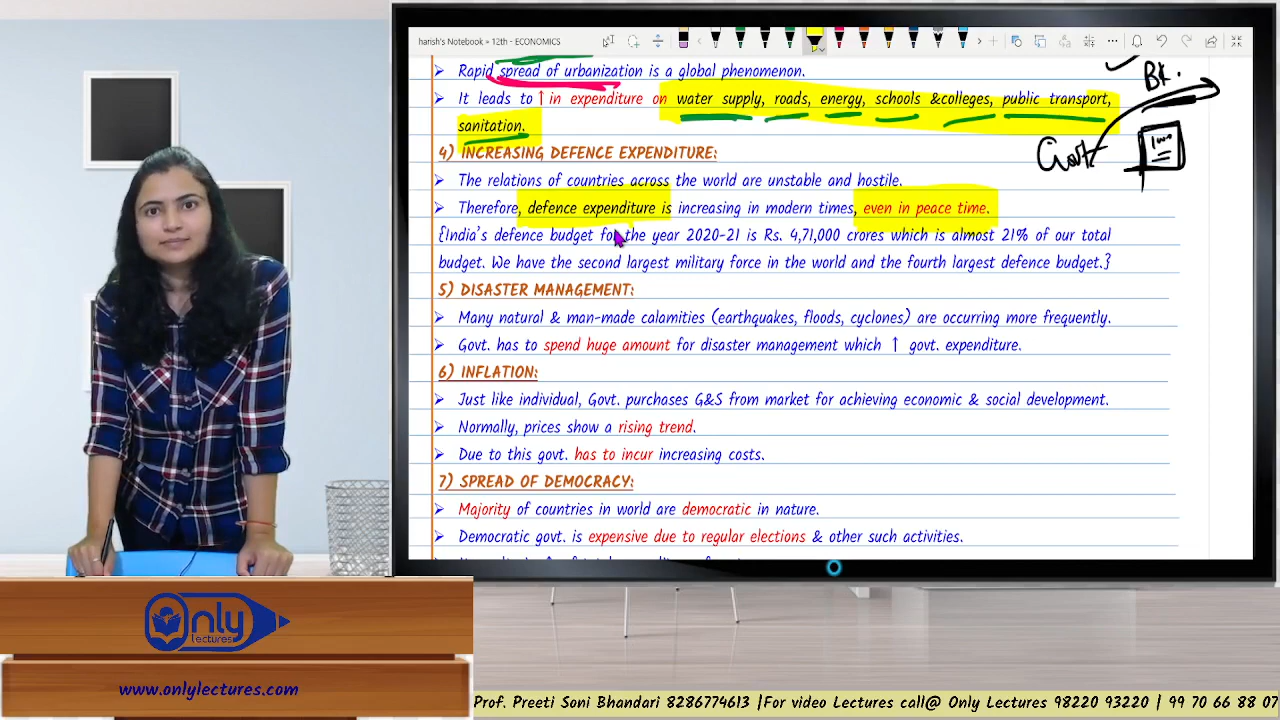 harish's Notebook » 12th - ECONOMICS
➤ Rapid spread of urbanization is a global phenomenon.
➤ It leads to ↑ in expenditure on water supply, roads, energy, schools &colleges, public transport,
sanitation.
Bk.
Govt
4) INCREASING DEFENCE EXPENDITURE:
➤ The relations of countries across the world are unstable and hostile.
➤ Therefore, defence expenditure is increasing in modern times, even in peace time.
{India's defence budget for the year 2020-21 is Rs. 4,71,000 crores which is almost 21% of our total
budget. We have the second largest military force in the world and the fourth largest defence budget.}
5) DISASTER MANAGEMENT:
➤ Many natural & man-made calamities (earthquakes, floods, cyclones) are occurring more frequently.
➤ Govt. has to spend huge amount for disaster management which ↑ govt. expenditure.
6) INFLATION:
➤ Just like individual, Govt. purchases G&S from market for achieving economic & social development.
➤ Normally, prices show a rising trend.
➤ Due to this govt. has to incur increasing costs.
7) SPREAD OF DEMOCRACY:
➤ Majority of countries in world are democratic in nature.
➤ Democratic govt. is expensive due to regular elections & other such activities.
Only
lectures
www.onlylectures.com
Prof. Preeti Soni Bhandari 8286774613 |For video Lectures call@ Only Lectures 98220 93220 | 99 70 66 88 07